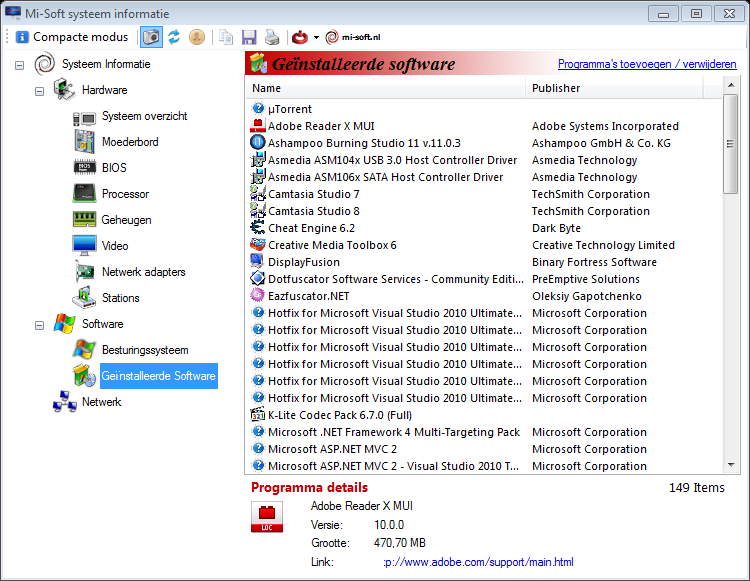 Mi-Soft systeem informatie
Compacte modus
mi-soft.nl
Systeem Informatie
Hardware
Systeem overzicht
Moederbord
BIOS
Processor
Geheugen
Video
Netwerk adapters
Stations
Software
Besturingssysteem
Geïnstalleerde Software
Netwerk
Geïnstalleerde software
Programma's toevoegen / verwijderen
Name Publisher
µTorrent
Adobe Reader X MUI Adobe Systems Incorporated
Ashampoo Burning Studio 11 v.11.0.3 Ashampoo GmbH & Co. KG
Asmedia ASM104x USB 3.0 Host Controller Driver Asmedia Technology
Asmedia ASM106x SATA Host Controller Driver Asmedia Technology
Camtasia Studio 7 TechSmith Corporation
Camtasia Studio 8 TechSmith Corporation
Cheat Engine 6.2 Dark Byte
Creative Media Toolbox 6 Creative Technology Limited
DisplayFusion Binary Fortress Software
Dotfuscator Software Services - Community Editi... PreEmptive Solutions
Eazfuscator.NET Oleksiy Gapotchenko
Hotfix for Microsoft Visual Studio 2010 Ultimate... Microsoft Corporation
Hotfix for Microsoft Visual Studio 2010 Ultimate... Microsoft Corporation
Hotfix for Microsoft Visual Studio 2010 Ultimate... Microsoft Corporation
Hotfix for Microsoft Visual Studio 2010 Ultimate... Microsoft Corporation
Hotfix for Microsoft Visual Studio 2010 Ultimate... Microsoft Corporation
Hotfix for Microsoft Visual Studio 2010 Ultimate... Microsoft Corporation
K-Lite Codec Pack 6.7.0 (Full)
Microsoft .NET Framework 4 Multi-Targeting Pack Microsoft Corporation
Microsoft ASP.NET MVC 2 Microsoft Corporation
Microsoft ASP.NET MVC 2 - Visual Studio 2010 T... Microsoft Corporation
Programma details
149 Items
LOC
Adobe Reader X MUI
Versie: 10.0.0
Grootte: 470,70 MB
Link: :p://www.adobe.com/support/main.html